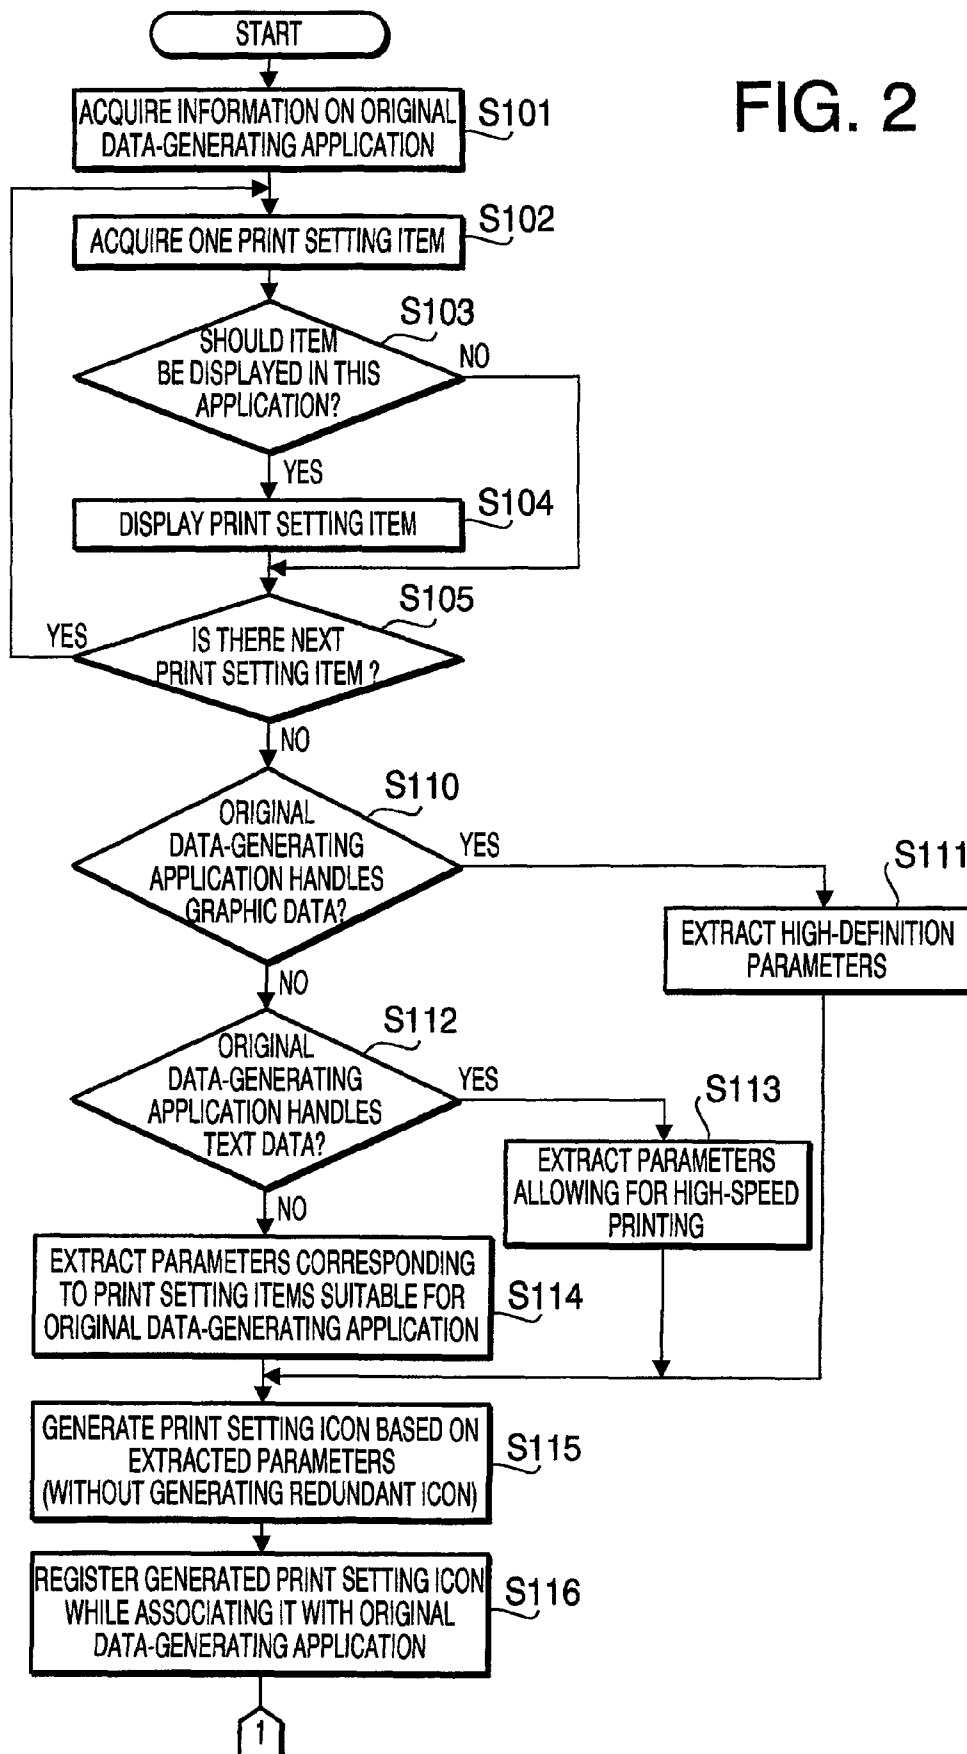 START
FIG. 2
ACQUIRE INFORMATION ON ORIGINAL
DATA-GENERATING APPLICATION
S101
ACQUIRE ONE PRINT SETTING ITEM
S102
S103
SHOULD ITEM
BE DISPLAYED IN THIS
APPLICATION?
NO
YES
DISPLAY PRINT SETTING ITEM
S104
S105
YES
IS THERE NEXT
PRINT SETTING ITEM ?
NO
S110
ORIGINAL
DATA-GENERATING
APPLICATION HANDLES
GRAPHIC DATA?
YES
S111
EXTRACT HIGH-DEFINITION
PARAMETERS
NO
S112
ORIGINAL
DATA-GENERATING
APPLICATION HANDLES
TEXT DATA?
YES
S113
EXTRACT PARAMETERS
ALLOWING FOR HIGH-SPEED
PRINTING
NO
EXTRACT PARAMETERS CORRESPONDING
TO PRINT SETTING ITEMS SUITABLE FOR
ORIGINAL DATA-GENERATING APPLICATION
S114
GENERATE PRINT SETTING ICON BASED ON
EXTRACTED PARAMETERS
(WITHOUT GENERATING REDUNDANT ICON)
S115
REGISTER GENERATED PRINT SETTING ICON
WHILE ASSOCIATING IT WITH ORIGINAL
DATA-GENERATING APPLICATION
S116
1